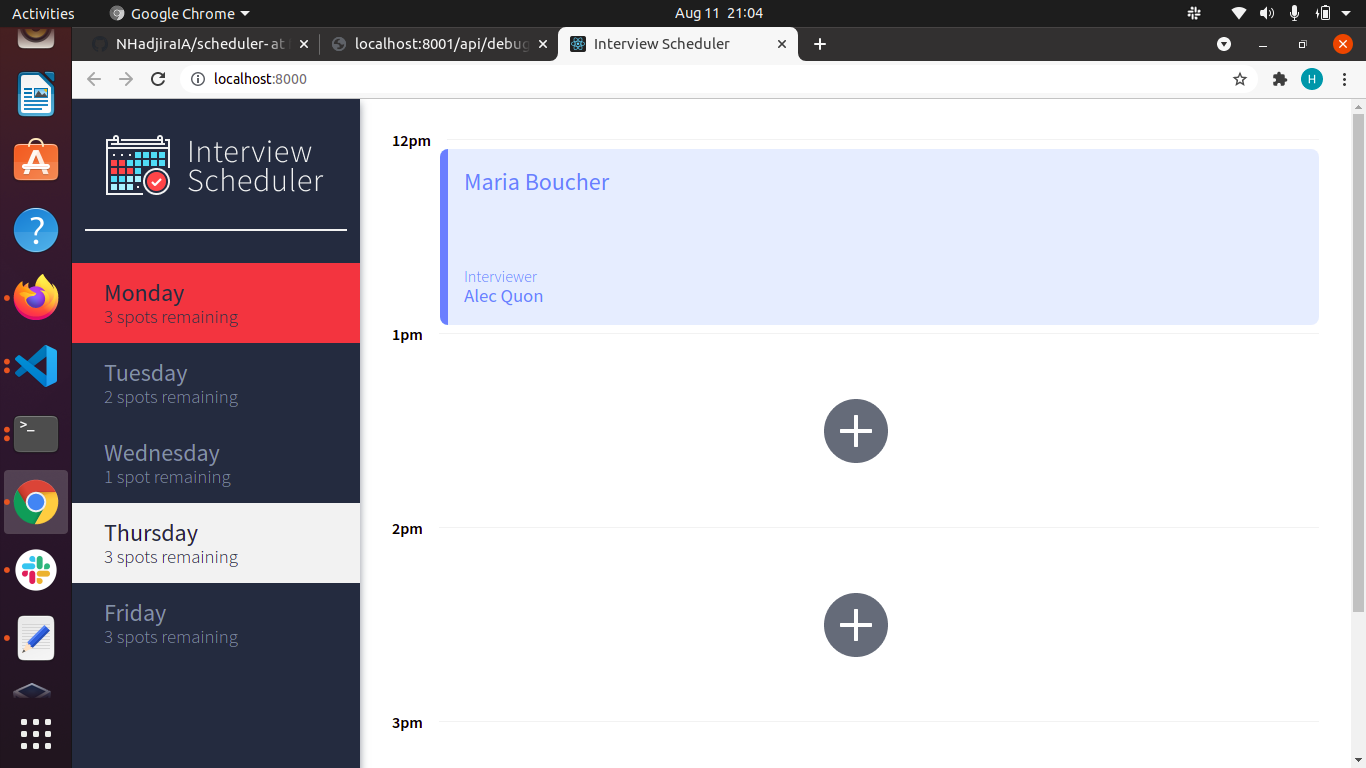 Activities
Google Chrome
Aug 11 21:04
NHadjiraIA/scheduler- at
localhost:8001/api/debug
Interview Scheduler
localhost:8000
H
Interview
Scheduler
Monday
3 spots remaining
Tuesday
2 spots remaining
Wednesday
1 spot remaining
Thursday
3 spots remaining
Friday
3 spots remaining
12pm
Maria Boucher
Interviewer
Alec Quon
1pm
2pm
3pm